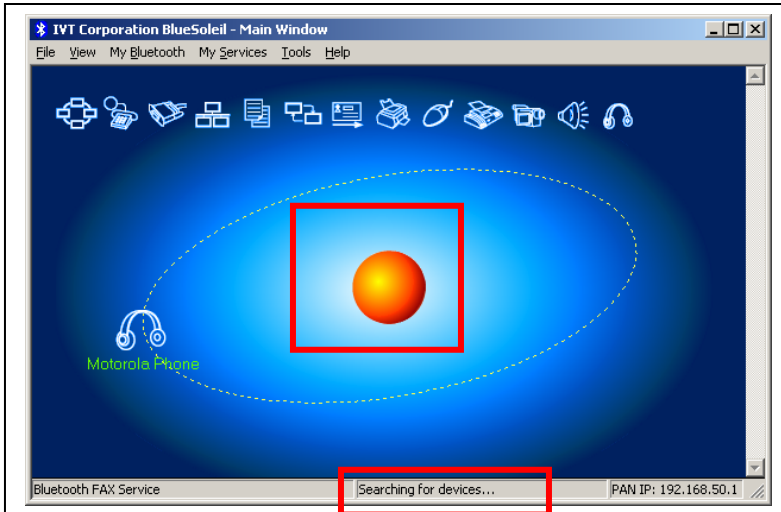 IVT Corporation BlueSoleil - Main Window
File View My Bluetooth My Services Tools Help
Motorola Phone
Bluetooth FAX Service Searching for devices... PAN IP: 192.168.50.1